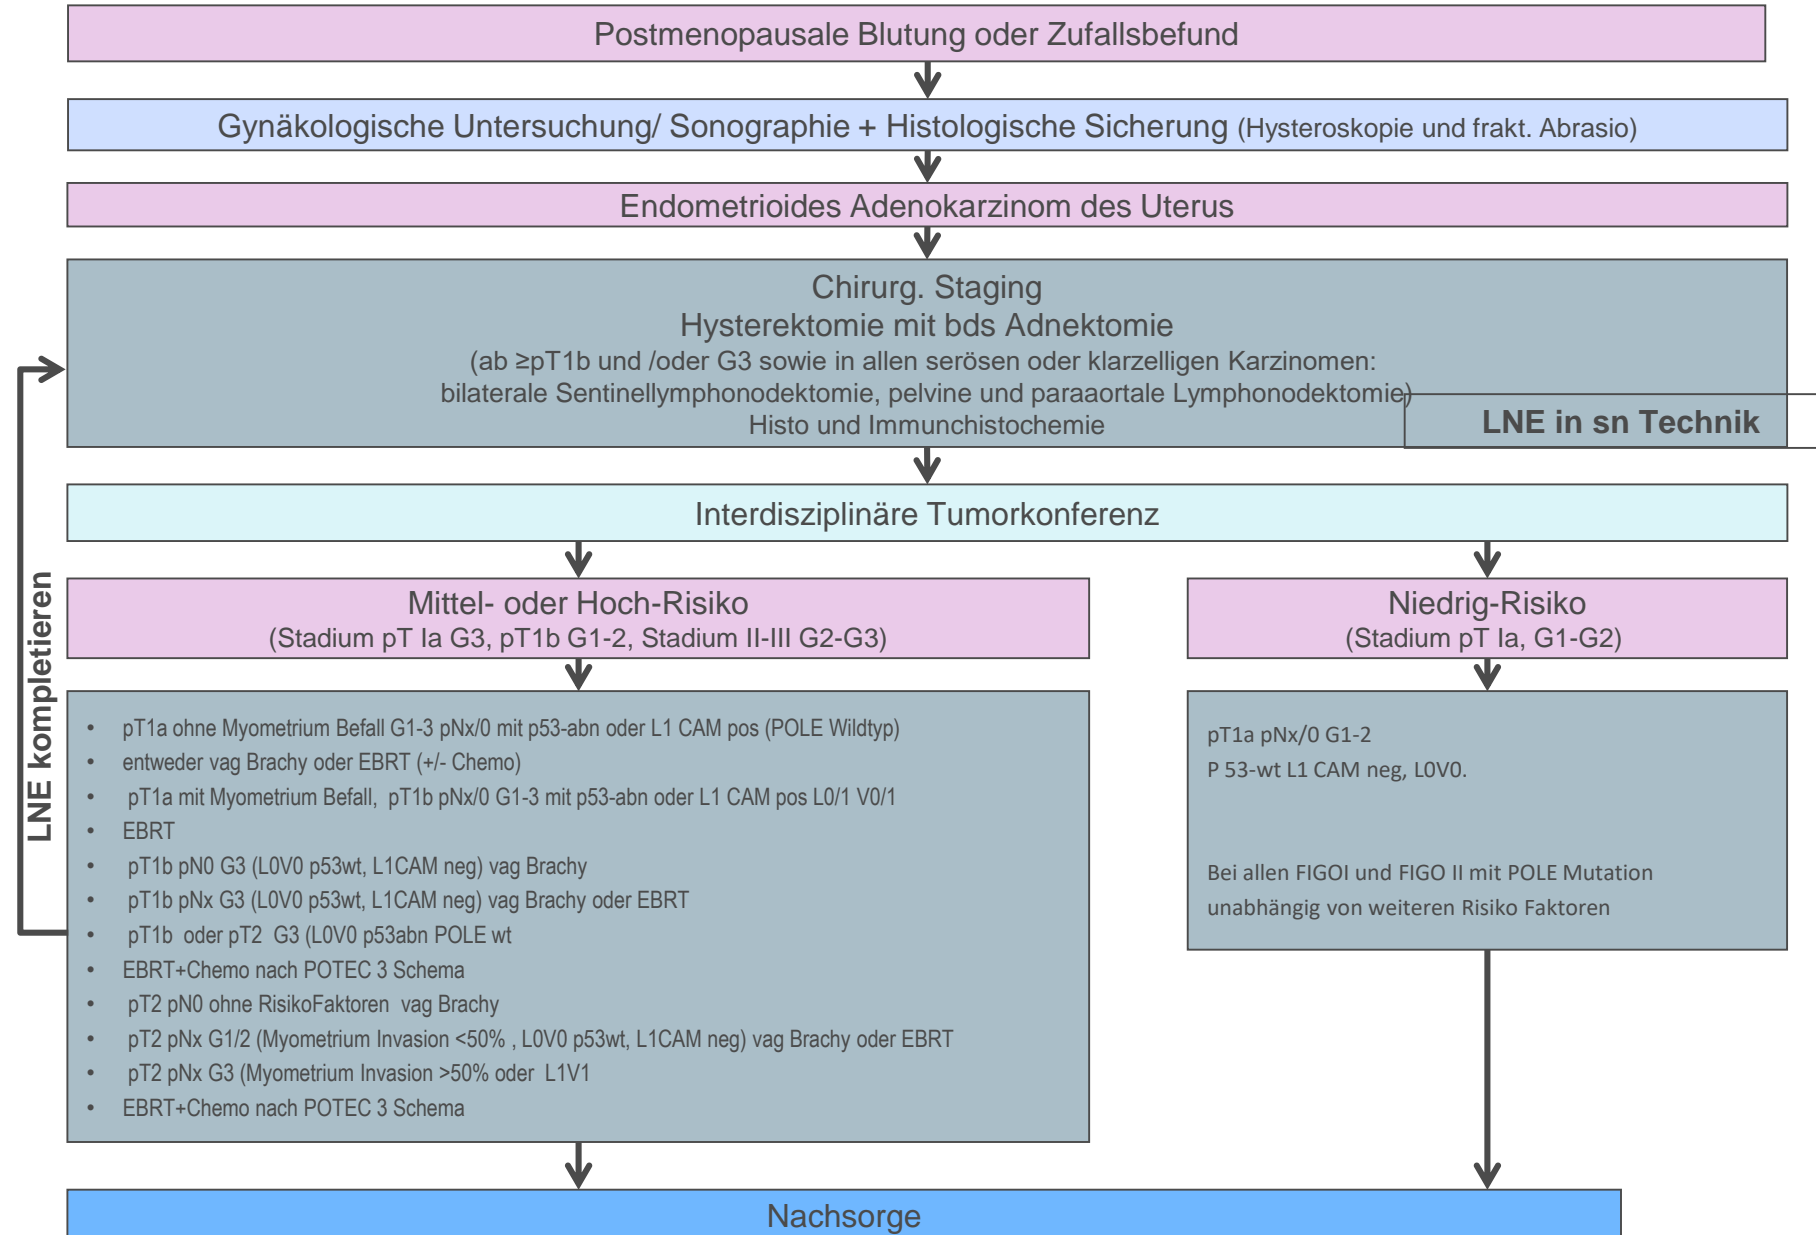 Postmenopausale Blutung oder Zufallsbefund
Gynäkologische Untersuchung/ Sonographie + Histologische Sicherung (Hysteroskopie und frakt. Abrasio)
Endometrioides Adenokarzinom des Uterus
Chirurg. Staging
Hysterektomie mit bds Adnektomie
(ab ≥pT1b und /oder G3 sowie in allen serösen oder klarzelligen Karzinomen:
bilaterale Sentinellymphonodektomie, pelvine und paraaortale Lymphonodektomie)
Histo und Immunchistochemie
LNE in sn Technik
Interdisziplinäre Tumorkonferenz
LNE kompletieren
Mittel- oder Hoch-Risiko
(Stadium pT Ia G3, pT1b G1-2, Stadium II-III G2-G3)
• pT1a ohne Myometrium Befall G1-3 pNx/0 mit p53-abn oder L1 CAM pos (POLE Wildtyp)
• entweder vag Brachy oder EBRT (+/- Chemo)
• pT1a mit Myometrium Befall, pT1b pNx/0 G1-3 mit p53-abn oder L1 CAM pos L0/1 V0/1
• EBRT
• pT1b pN0 G3 (L0V0 p53wt, L1CAM neg) vag Brachy
• pT1b pNx G3 (L0V0 p53wt, L1CAM neg) vag Brachy oder EBRT
• pT1b oder pT2 G3 (L0V0 p53abn POLE wt
• EBRT+Chemo nach POTEC 3 Schema
• pT2 pN0 ohne RisikoFaktoren vag Brachy
• pT2 pNx G1/2 (Myometrium Invasion <50% , L0V0 p53wt, L1CAM neg) vag Brachy oder EBRT
• pT2 pNx G3 (Myometrium Invasion >50% oder L1V1
• EBRT+Chemo nach POTEC 3 Schema
Niedrig-Risiko
(Stadium pT Ia, G1-G2)
pT1a pNx/0 G1-2
P 53-wt L1 CAM neg, L0V0.
Bei allen FIGOI und FIGO II mit POLE Mutation
unabhängig von weiteren Risiko Faktoren
Nachsorge